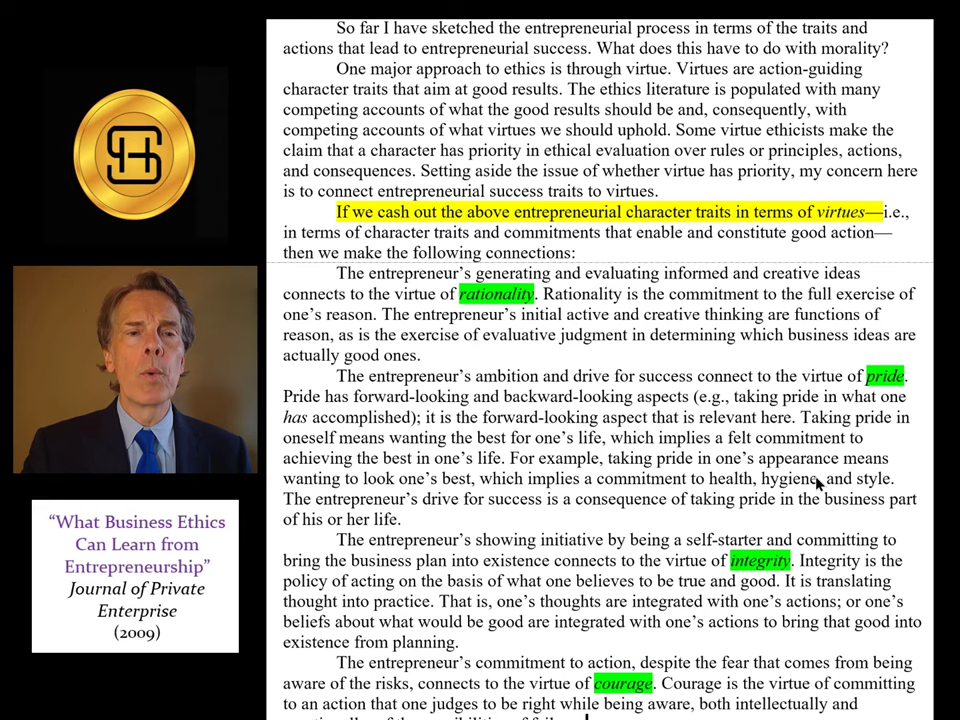 So far I have sketched the entrepreneurial process in terms of the traits and
actions that lead to entrepreneurial success. What does this have to do with morality?
One major approach to ethics is through virtue. Virtues are action-guiding
character traits that aim at good results. The ethics literature is populated with many
competing accounts of what the good results should be and, consequently, with
competing accounts of what virtues we should uphold. Some virtue ethicists make the
claim that a character has priority in ethical evaluation over rules or principles, actions,
and consequences. Setting aside the issue of whether virtue has priority, my concern here
is to connect entrepreneurial success traits to virtues.
If we cash out the above entrepreneurial character traits in terms of virtues—i.e.,
in terms of character traits and commitments that enable and constitute good action—
then we make the following connections:
The entrepreneur's generating and evaluating informed and creative ideas
connects to the virtue of rationality. Rationality is the commitment to the full exercise of
one's reason. The entrepreneur's initial active and creative thinking are functions of
reason, as is the exercise of evaluative judgment in determining which business ideas are
actually good ones.
The entrepreneur's ambition and drive for success connect to the virtue of pride.
Pride has forward-looking and backward-looking aspects (e.g., taking pride in what one
has accomplished); it is the forward-looking aspect that is relevant here. Taking pride in
oneself means wanting the best for one's life, which implies a felt commitment to
achieving the best in one's life. For example, taking pride in one's appearance means
wanting to look one's best, which implies a commitment to health, hygiene, and style.
The entrepreneur's drive for success is a consequence of taking pride in the business part
of his or her life.
The entrepreneur's showing initiative by being a self-starter and committing to
bring the business plan into existence connects to the virtue of integrity. Integrity is the
policy of acting on the basis of what one believes to be true and good. It is translating
thought into practice. That is, one's thoughts are integrated with one's actions; or one's
beliefs about what would be good are integrated with one's actions to bring that good into
existence from planning.
The entrepreneur's commitment to action, despite the fear that comes from being
aware of the risks, connects to the virtue of courage. Courage is the virtue of committing
to an action that one judges to be right while being aware, both intellectually and
“What Business Ethics
Can Learn from
Entrepreneurship”
Journal of Private
Enterprise
(2009)